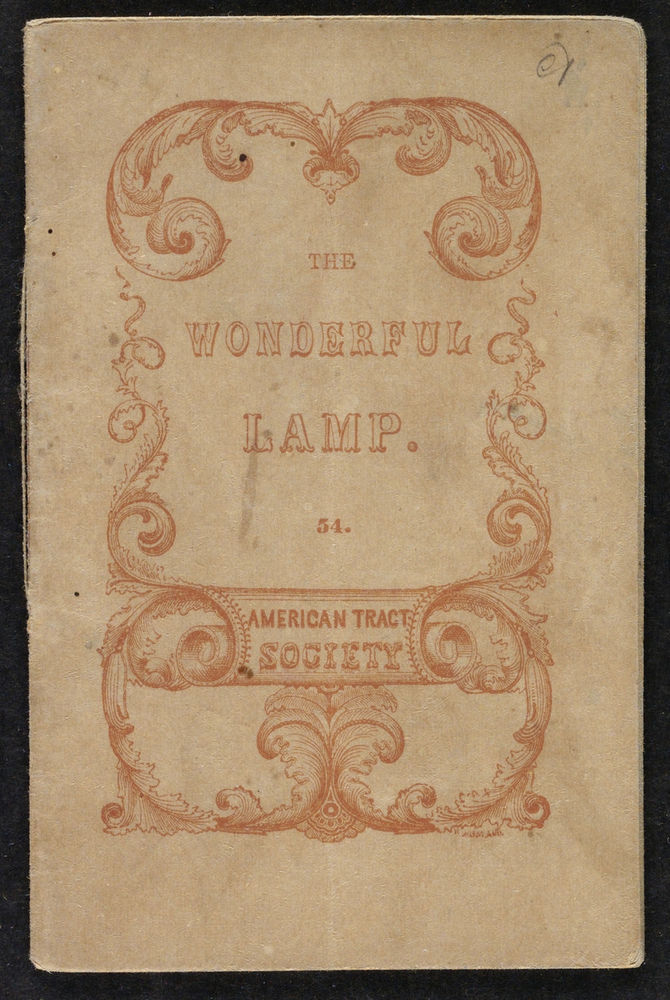 THE
WONDERFUL
LAMP.
54.
AMERICAN TRACT
SOCIETY